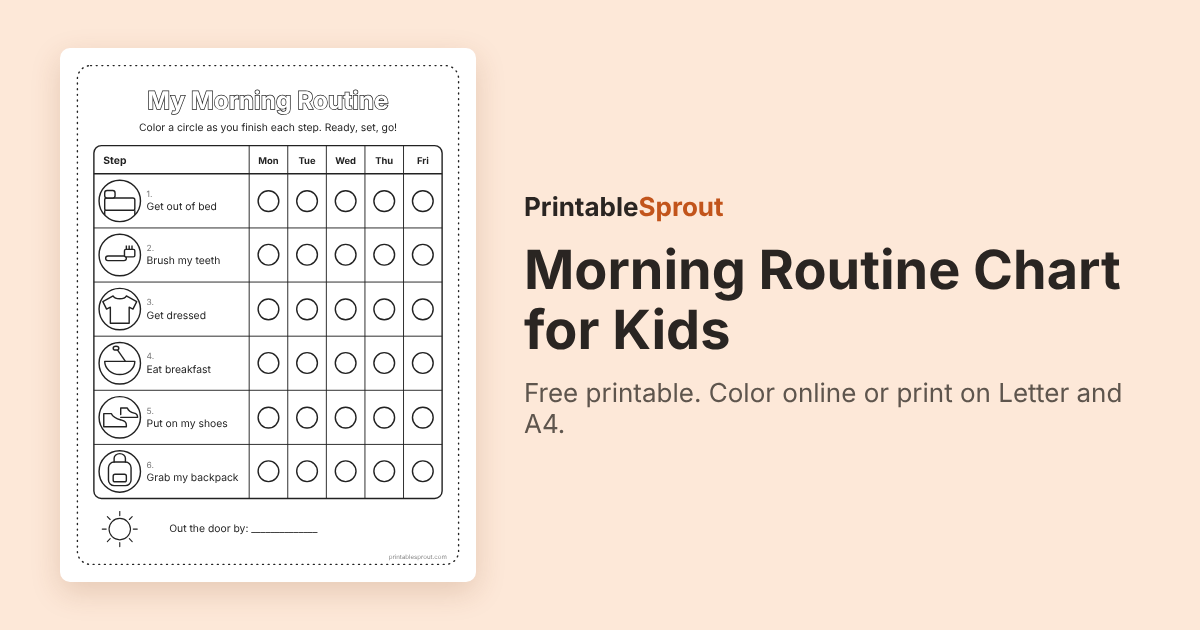 My Morning Routine
Color a circle as you finish each step. Ready, set, go!
Step Mon Tue Wed Thu Fri
1.
Get out of bed
2.
Brush my teeth
3.
Get dressed
4.
Eat breakfast
5.
Put on my shoes
6.
Grab my backpack
Out the door by: ____________
printablesprout.com
PrintableSprout
Morning Routine Chart
for Kids
Free printable. Color online or print on Letter and
A4.